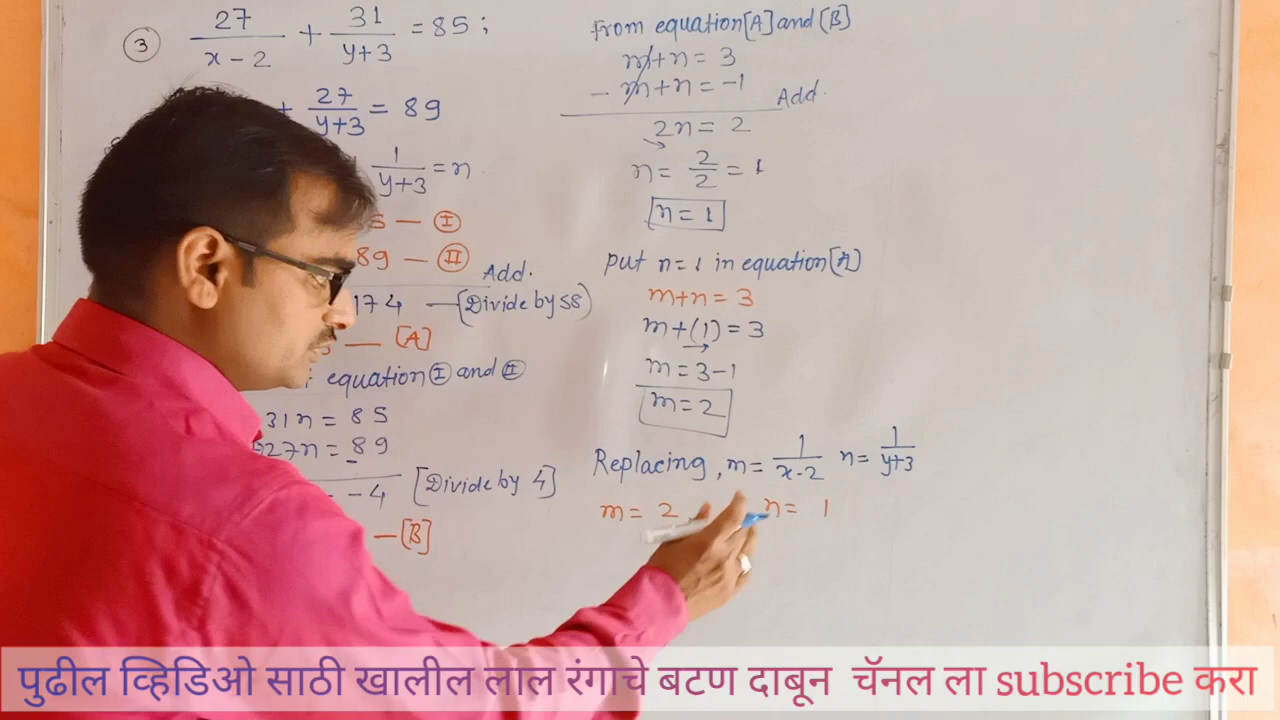 ③ 27/(x-2) + 31/(y+3) = 85 ;
+ 27/(y+3) = 89
1/(y+3) = n
5 — Ⅰ
89 — Ⅱ
Add.
174 — (Divide by 58)
— [A]
equation Ⅰ and Ⅱ
31n = 85
27n = 89
= -4 [Divide by 4]
— [B]
From equation [A] and [B]
m+n = 3
- m+n = -1
Add.
2n = 2
n = 2/2 = 1
n = 1
put n=1 in equation [A]
m+n = 3
m+(1) = 3
m = 3-1
m = 2
Replacing, m = 1/(x-2) n = 1/(y+3)
m = 2, n = 1
पुढील व्हिडिओ साठी खालील लाल रंगाचे बटण दाबून चॅनल ला subscribe करा